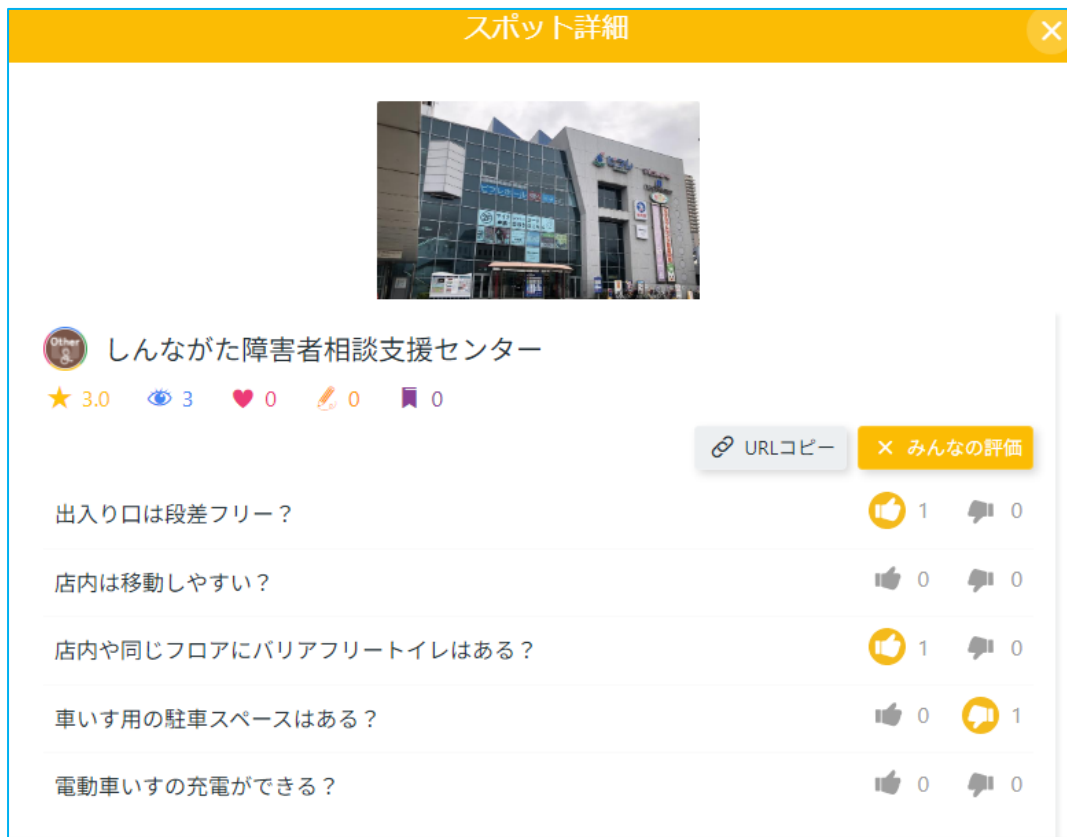 スポット詳細
Other
しんながた障害者相談支援センター
3.0 3 0 0 0
URLコピー × みんなの評価
出入り口は段差フリー？ 1 0
店内は移動しやすい？ 0 0
店内や同じフロアにバリアフリートイレはある？ 1 0
車いす用の駐車スペースはある？ 0 1
電動車いすの充電ができる？ 0 0